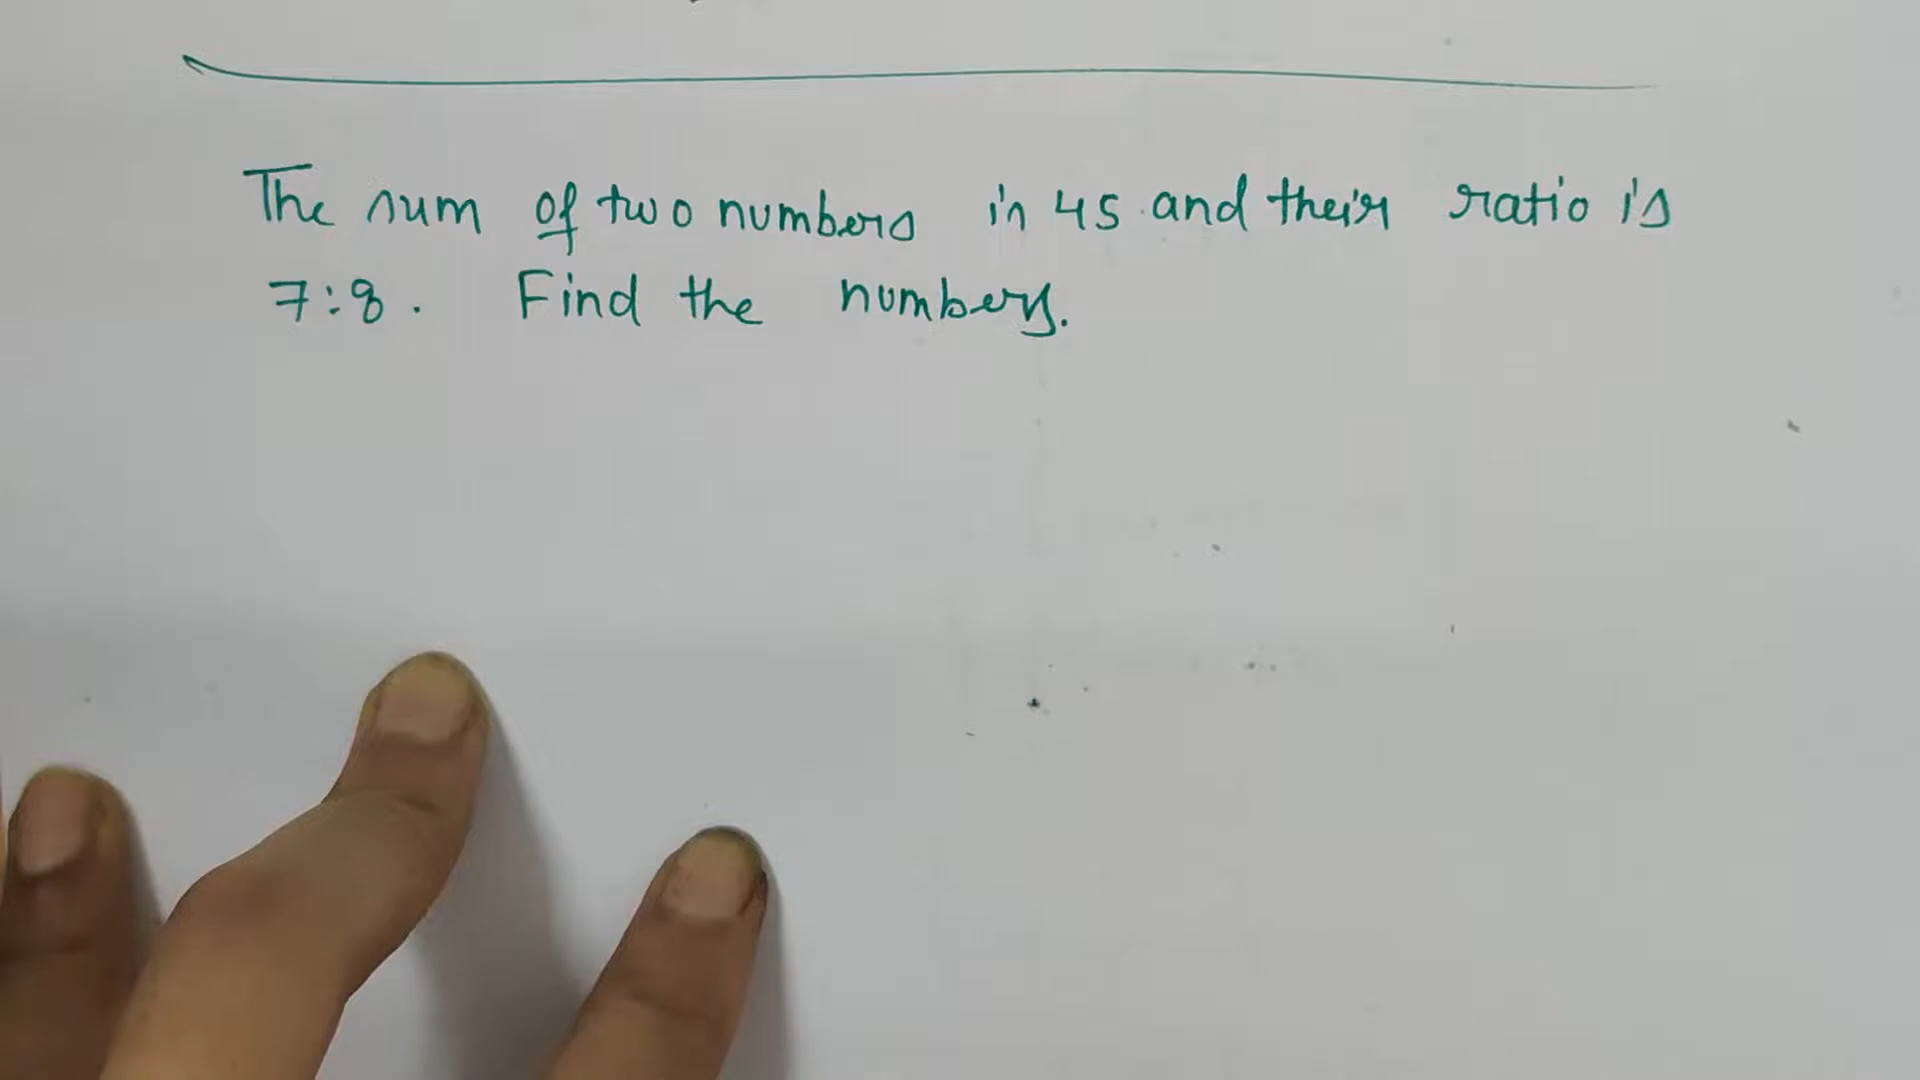 The sum of two numbers is 45 and their ratio is
7:8. Find the numbers.